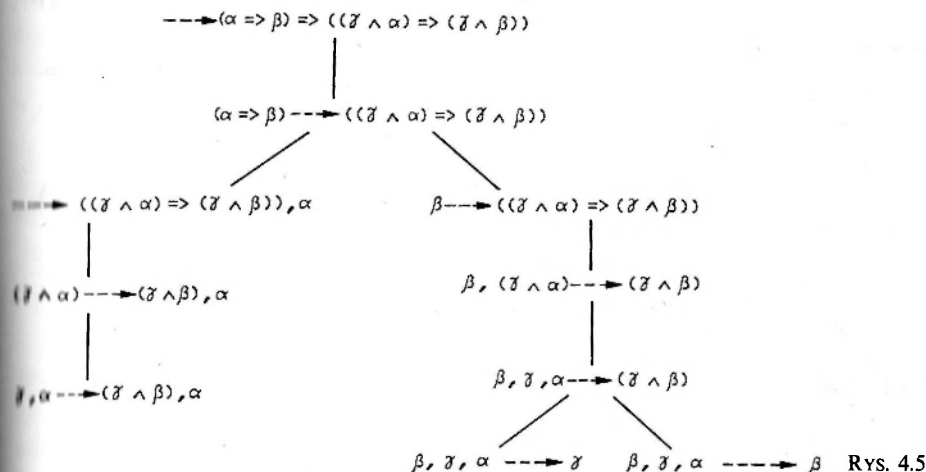 --→(α => β) => ((ɣ ∧ α) => (ɣ ∧ β))
(α => β)--→((ɣ ∧ α) => (ɣ ∧ β))
--→ ((ɣ ∧ α) => (ɣ ∧ β)),α β--→((ɣ ∧ α) => (ɣ ∧ β))
(ɣ ∧ α)--→(ɣ ∧ β),α β, (ɣ ∧ α)--→(ɣ ∧ β)
ɣ,α--→(ɣ ∧ β),α β, ɣ, α--→(ɣ ∧ β)
β, ɣ, α --→ ɣ β, ɣ, α --→ β RYS. 4.5